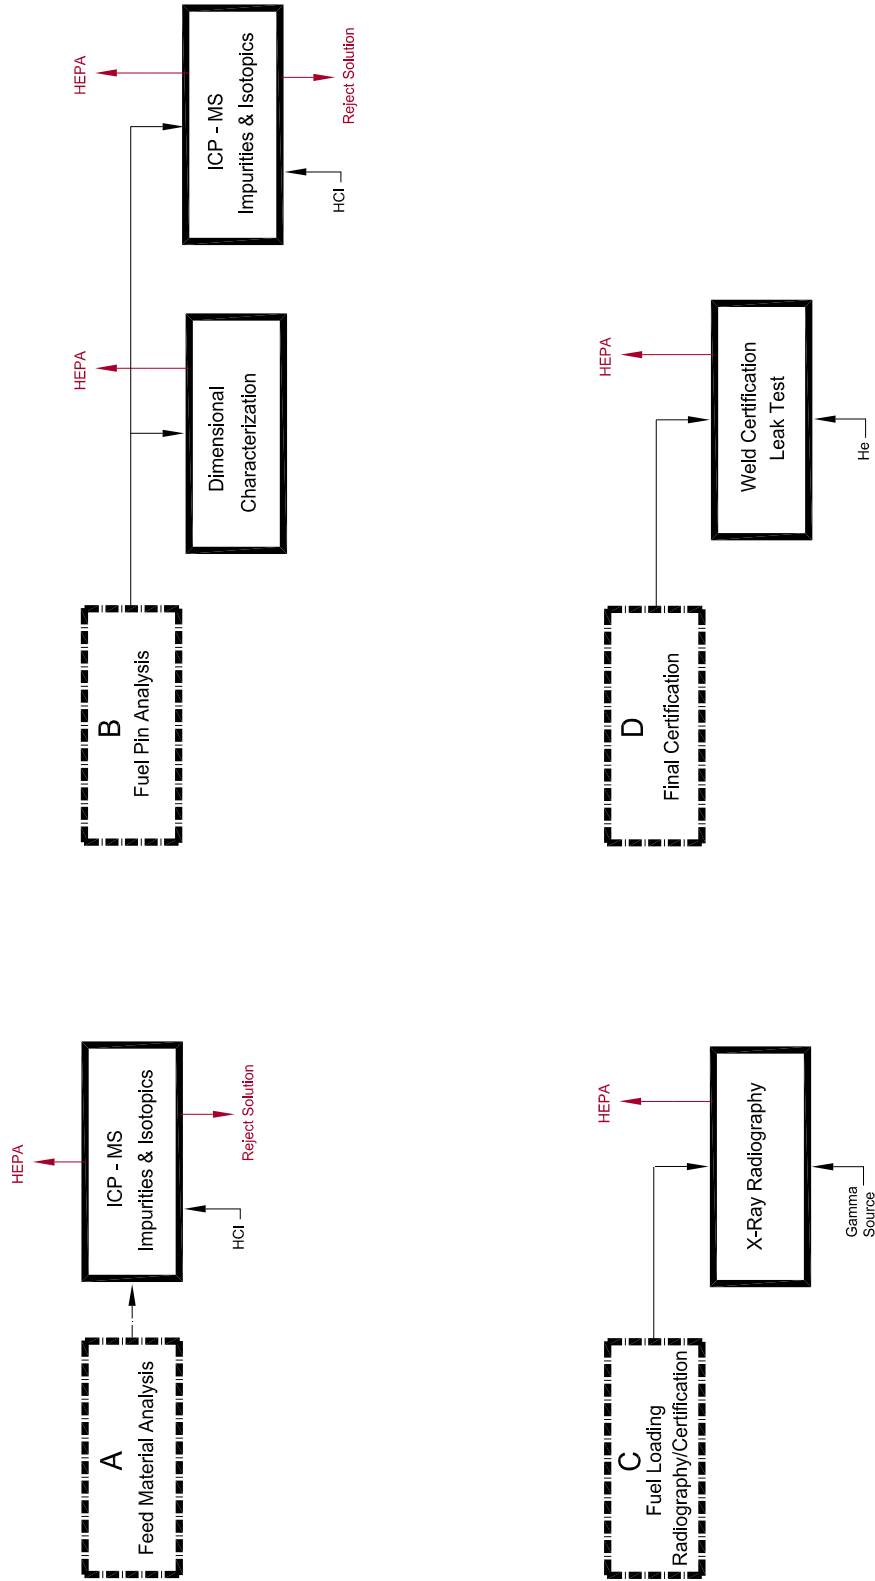 A
Feed Material Analysis
HEPA
ICP - MS
Impurities & Isotopics
HCl
Reject Solution
B
Fuel Pin Analysis
HEPA
Dimensional
Characterization
HEPA
ICP - MS
Impurities & Isotopics
HCl
Reject Solution
C
Fuel Loading
Radiography/Certification
HEPA
X-Ray Radiography
Gamma
Source
D
Final Certification
HEPA
Weld Certification
Leak Test
He